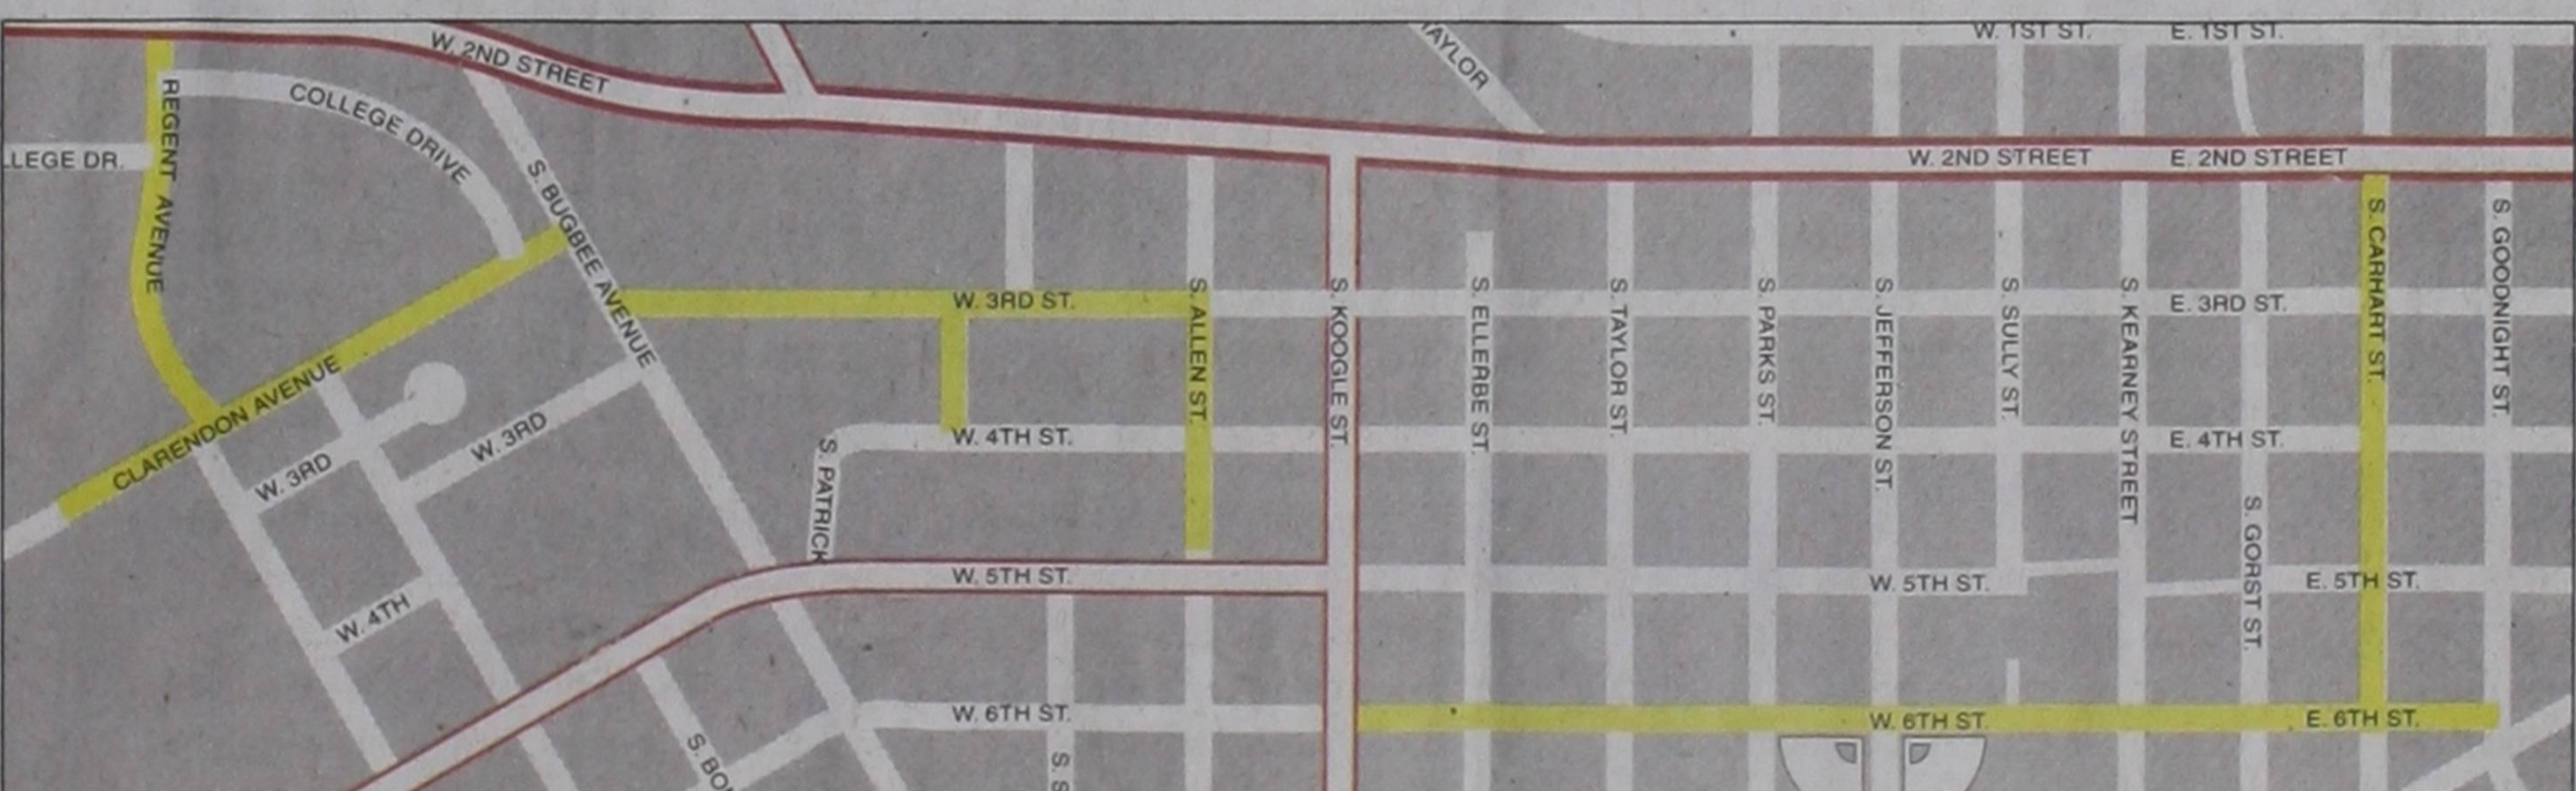 W. 1ST ST.
E. 1ST ST.
W. 2ND STREET
TAYLOR
REGENT AVENUE
COLLEGE DRIVE
LLEGE DR.
W. 2ND STREET
E. 2ND STREET
S. BUGBEE AVENUE
W. 3RD ST.
S. ALLEN ST.
S. KOOGLE ST.
S. ELLERBE ST.
S. TAYLOR ST.
S. PARKS ST.
S. JEFFERSON ST.
S. SULLY ST.
S. KEARNEY STREET
E. 3RD ST.
S. CARHART ST.
S. GOODNIGHT ST.
CLARENDON AVENUE
W. 3RD
W. 3RD
S. PATRICK
W. 4TH ST.
E. 4TH ST.
S. GORST ST.
W. 4TH
W. 5TH ST.
W. 5TH ST.
E. 5TH ST.
W. 6TH ST.
W. 6TH ST.
E. 6TH ST.
S. BO
S. S